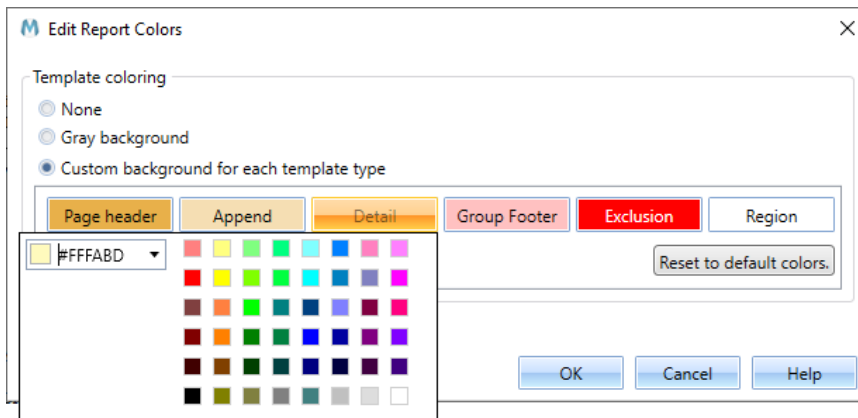 Edit Report Colors
Template coloring
None
Gray background
Custom background for each template type
Page header Append Detail Group Footer Exclusion Region
#FFFABD
Reset to default colors.
OK Cancel Help